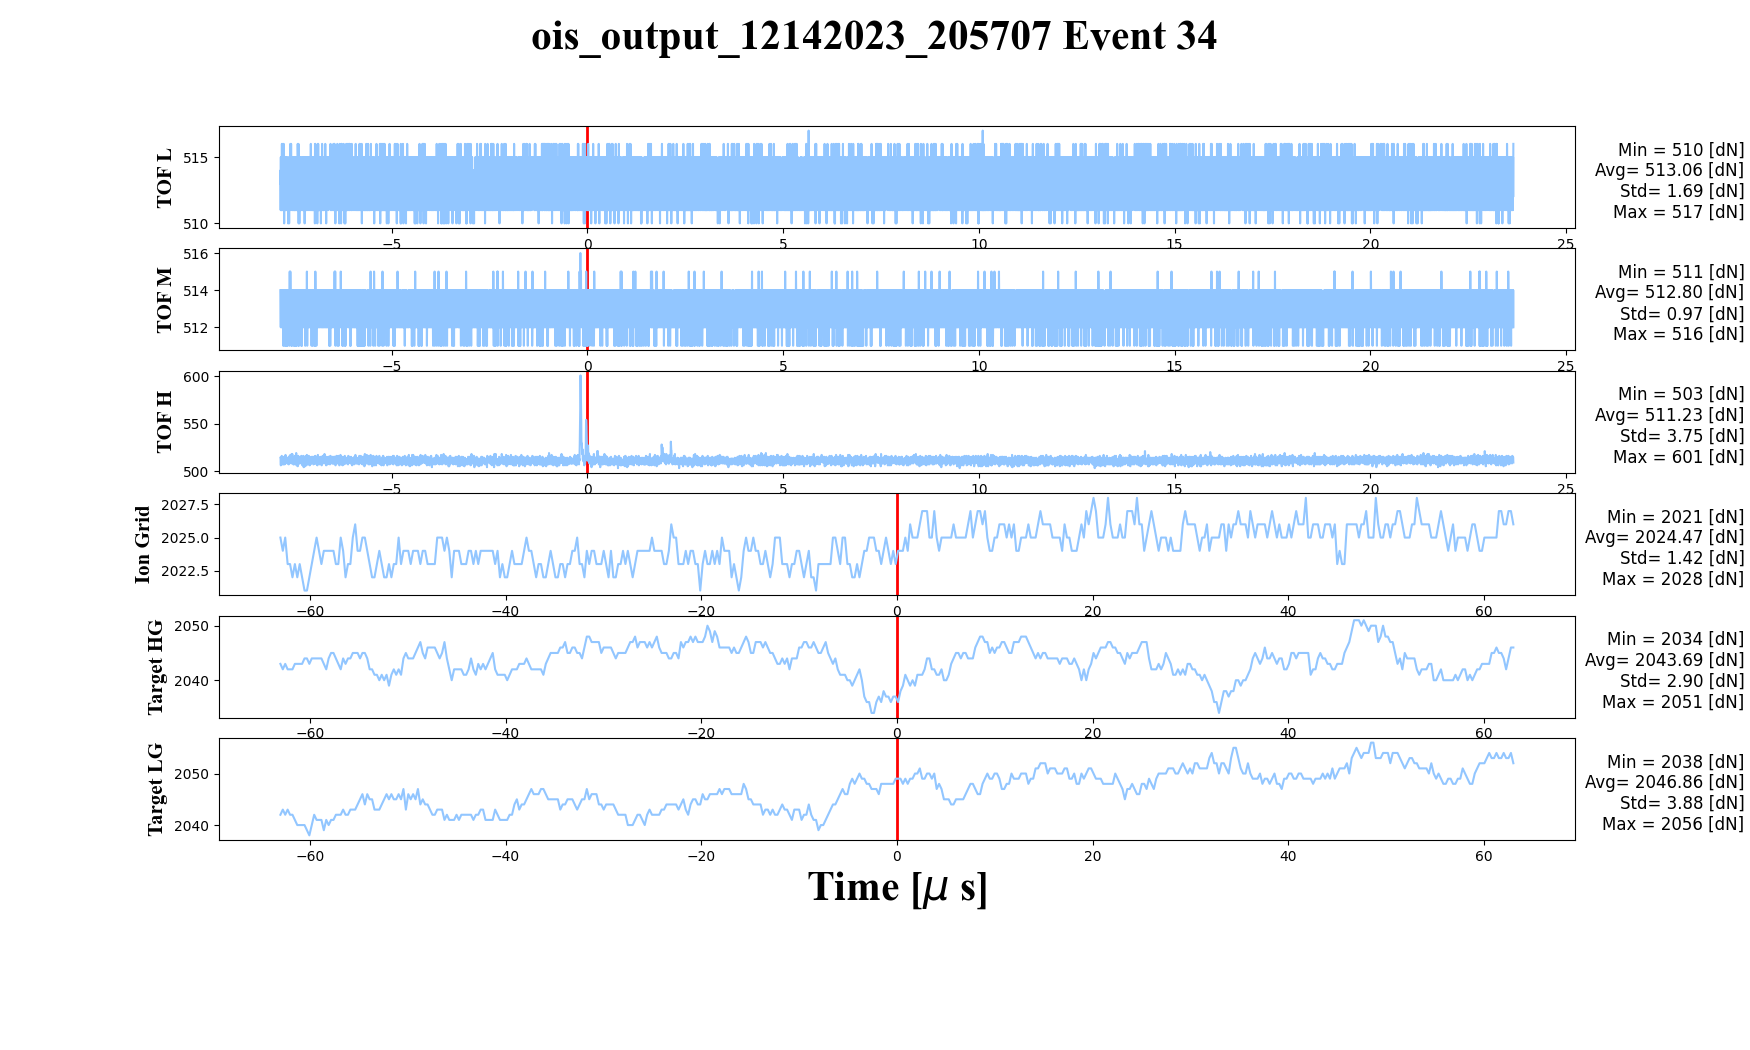 ois_output_12142023_205707 Event 34
TOF L
515
510
−5
0
5
10
15
20
25
Min = 510 [dN]
Avg= 513.06 [dN]
Std= 1.69 [dN]
Max = 517 [dN]
TOF M
516
514
512
−5
0
5
10
15
20
25
Min = 511 [dN]
Avg= 512.80 [dN]
Std= 0.97 [dN]
Max = 516 [dN]
TOF H
600
550
500
−5
0
5
10
15
20
25
Min = 503 [dN]
Avg= 511.23 [dN]
Std= 3.75 [dN]
Max = 601 [dN]
Ion Grid
2027.5
2025.0
2022.5
−60
−40
−20
0
20
40
60
Min = 2021 [dN]
Avg= 2024.47 [dN]
Std= 1.42 [dN]
Max = 2028 [dN]
Target HG
2050
2040
−60
−40
−20
0
20
40
60
Min = 2034 [dN]
Avg= 2043.69 [dN]
Std= 2.90 [dN]
Max = 2051 [dN]
Target LG
2050
2040
−60
−40
−20
0
20
40
60
Min = 2038 [dN]
Avg= 2046.86 [dN]
Std= 3.88 [dN]
Max = 2056 [dN]
Time [μ s]